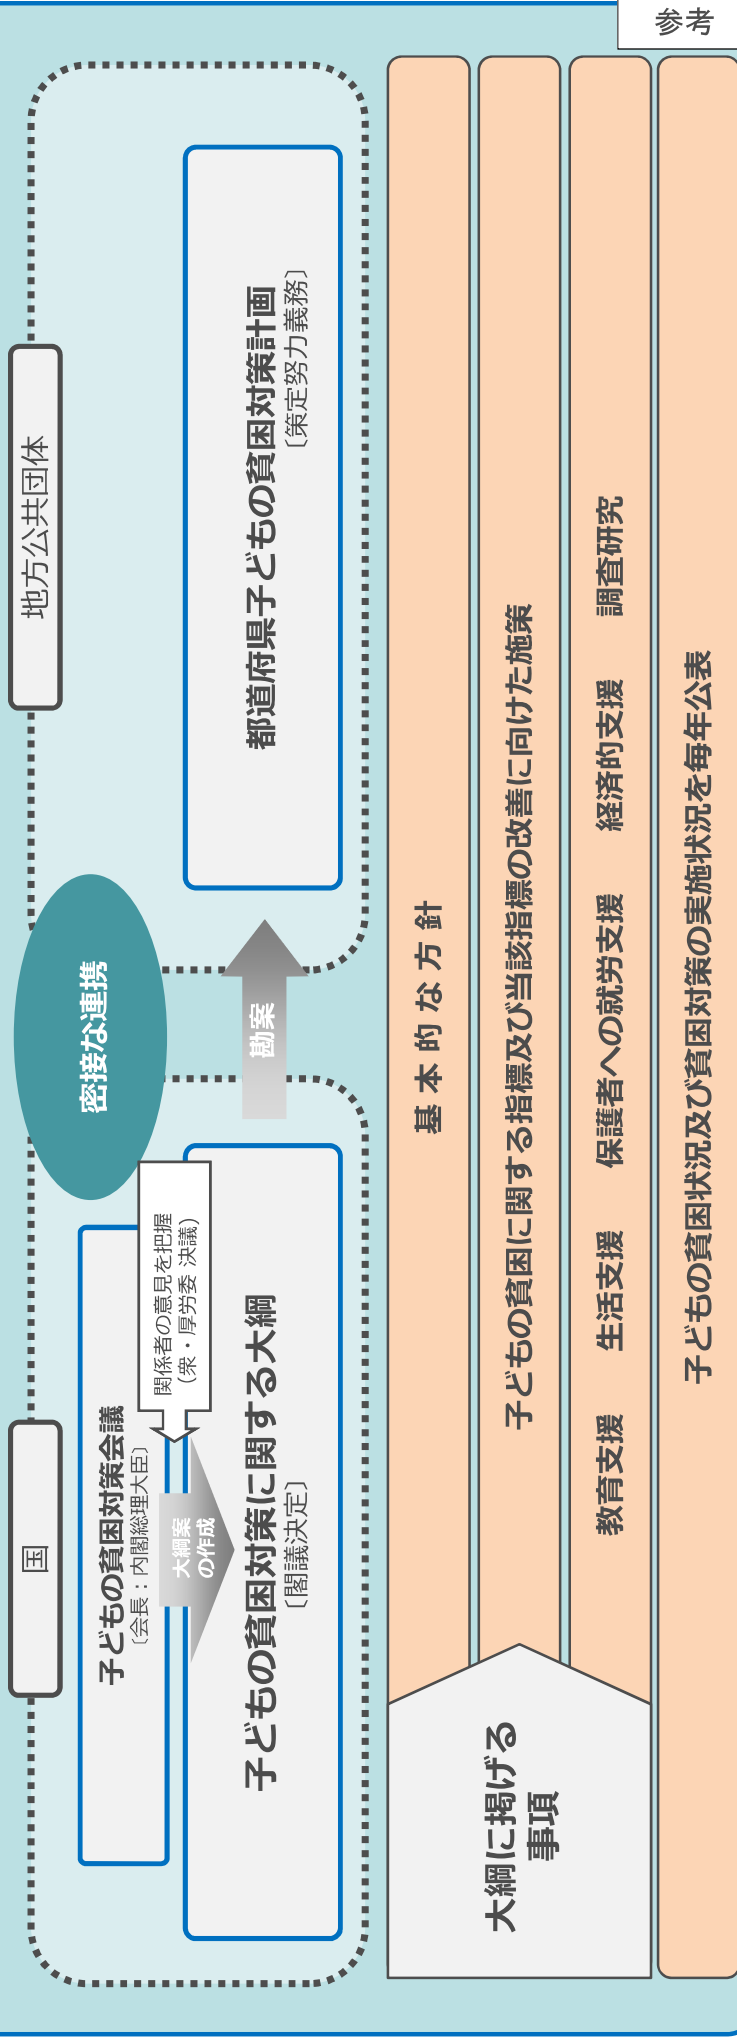 参考
国
地方公共団体
密接な連携
子どもの貧困対策会議
〔会長：内閣総理大臣〕
関係者の意見を把握
（衆・厚労委 決議）
大綱案
の作成
子どもの貧困対策に関する大綱
〔閣議決定〕
勘案
都道府県子どもの貧困対策計画
〔策定努力義務〕
大綱に掲げる
事項
基本的な方針
子どもの貧困に関する指標及び当該指標の改善に向けた施策
教育支援 生活支援 保護者への就労支援 経済的支援 調査研究
子どもの貧困状況及び貧困対策の実施状況を毎年公表